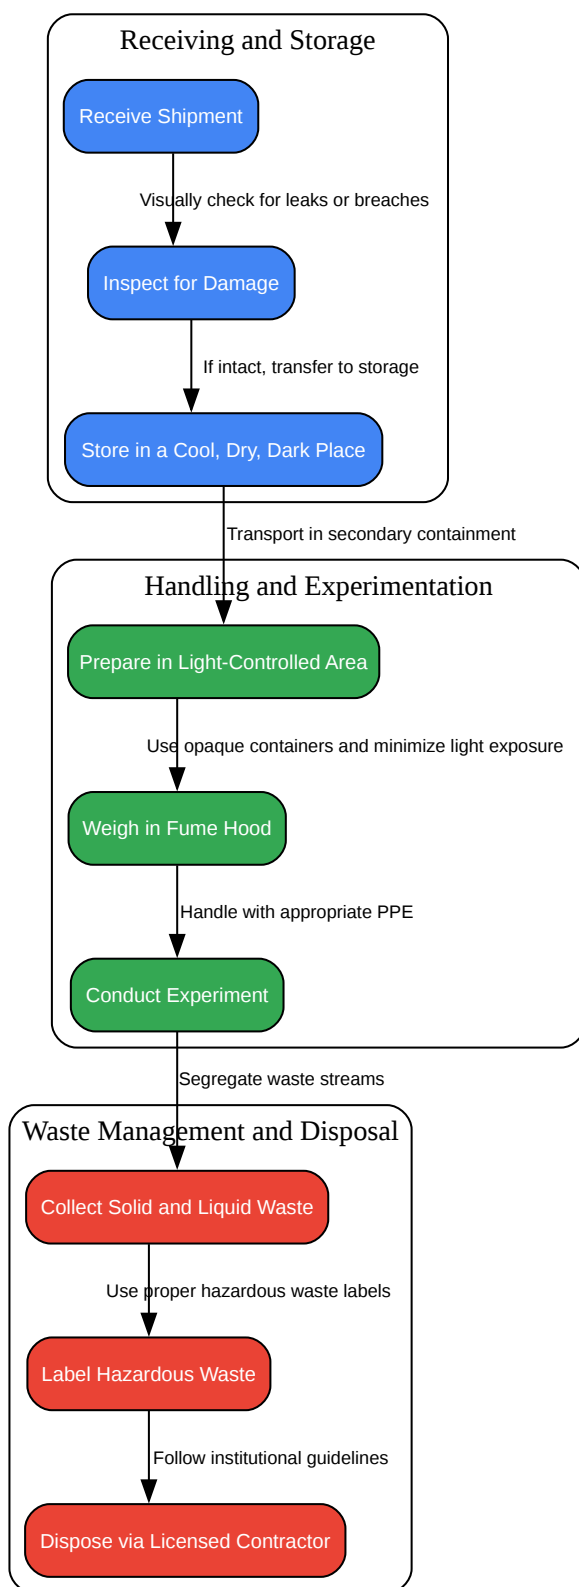 Receiving and Storage
Receive Shipment
Visually check for leaks or breaches
Inspect for Damage
If intact, transfer to storage
Store in a Cool, Dry, Dark Place
Transport in secondary containment
Handling and Experimentation
Prepare in Light-Controlled Area
Use opaque containers and minimize light exposure
Weigh in Fume Hood
Handle with appropriate PPE
Conduct Experiment
Segregate waste streams
Waste Management and Disposal
Collect Solid and Liquid Waste
Use proper hazardous waste labels
Label Hazardous Waste
Follow institutional guidelines
Dispose via Licensed Contractor